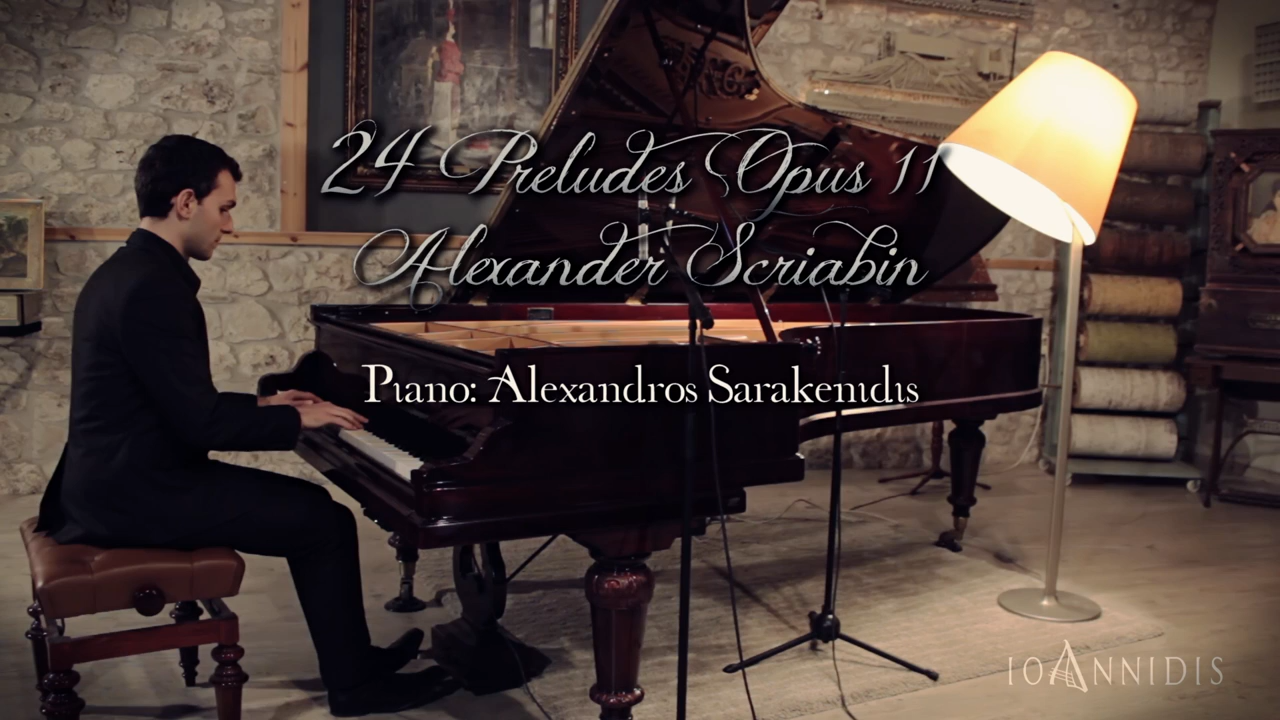 24 Preludes Opus 11
Alexander Scriabin
Piano: Alexandros Sarakenidis
IOANNIDIS